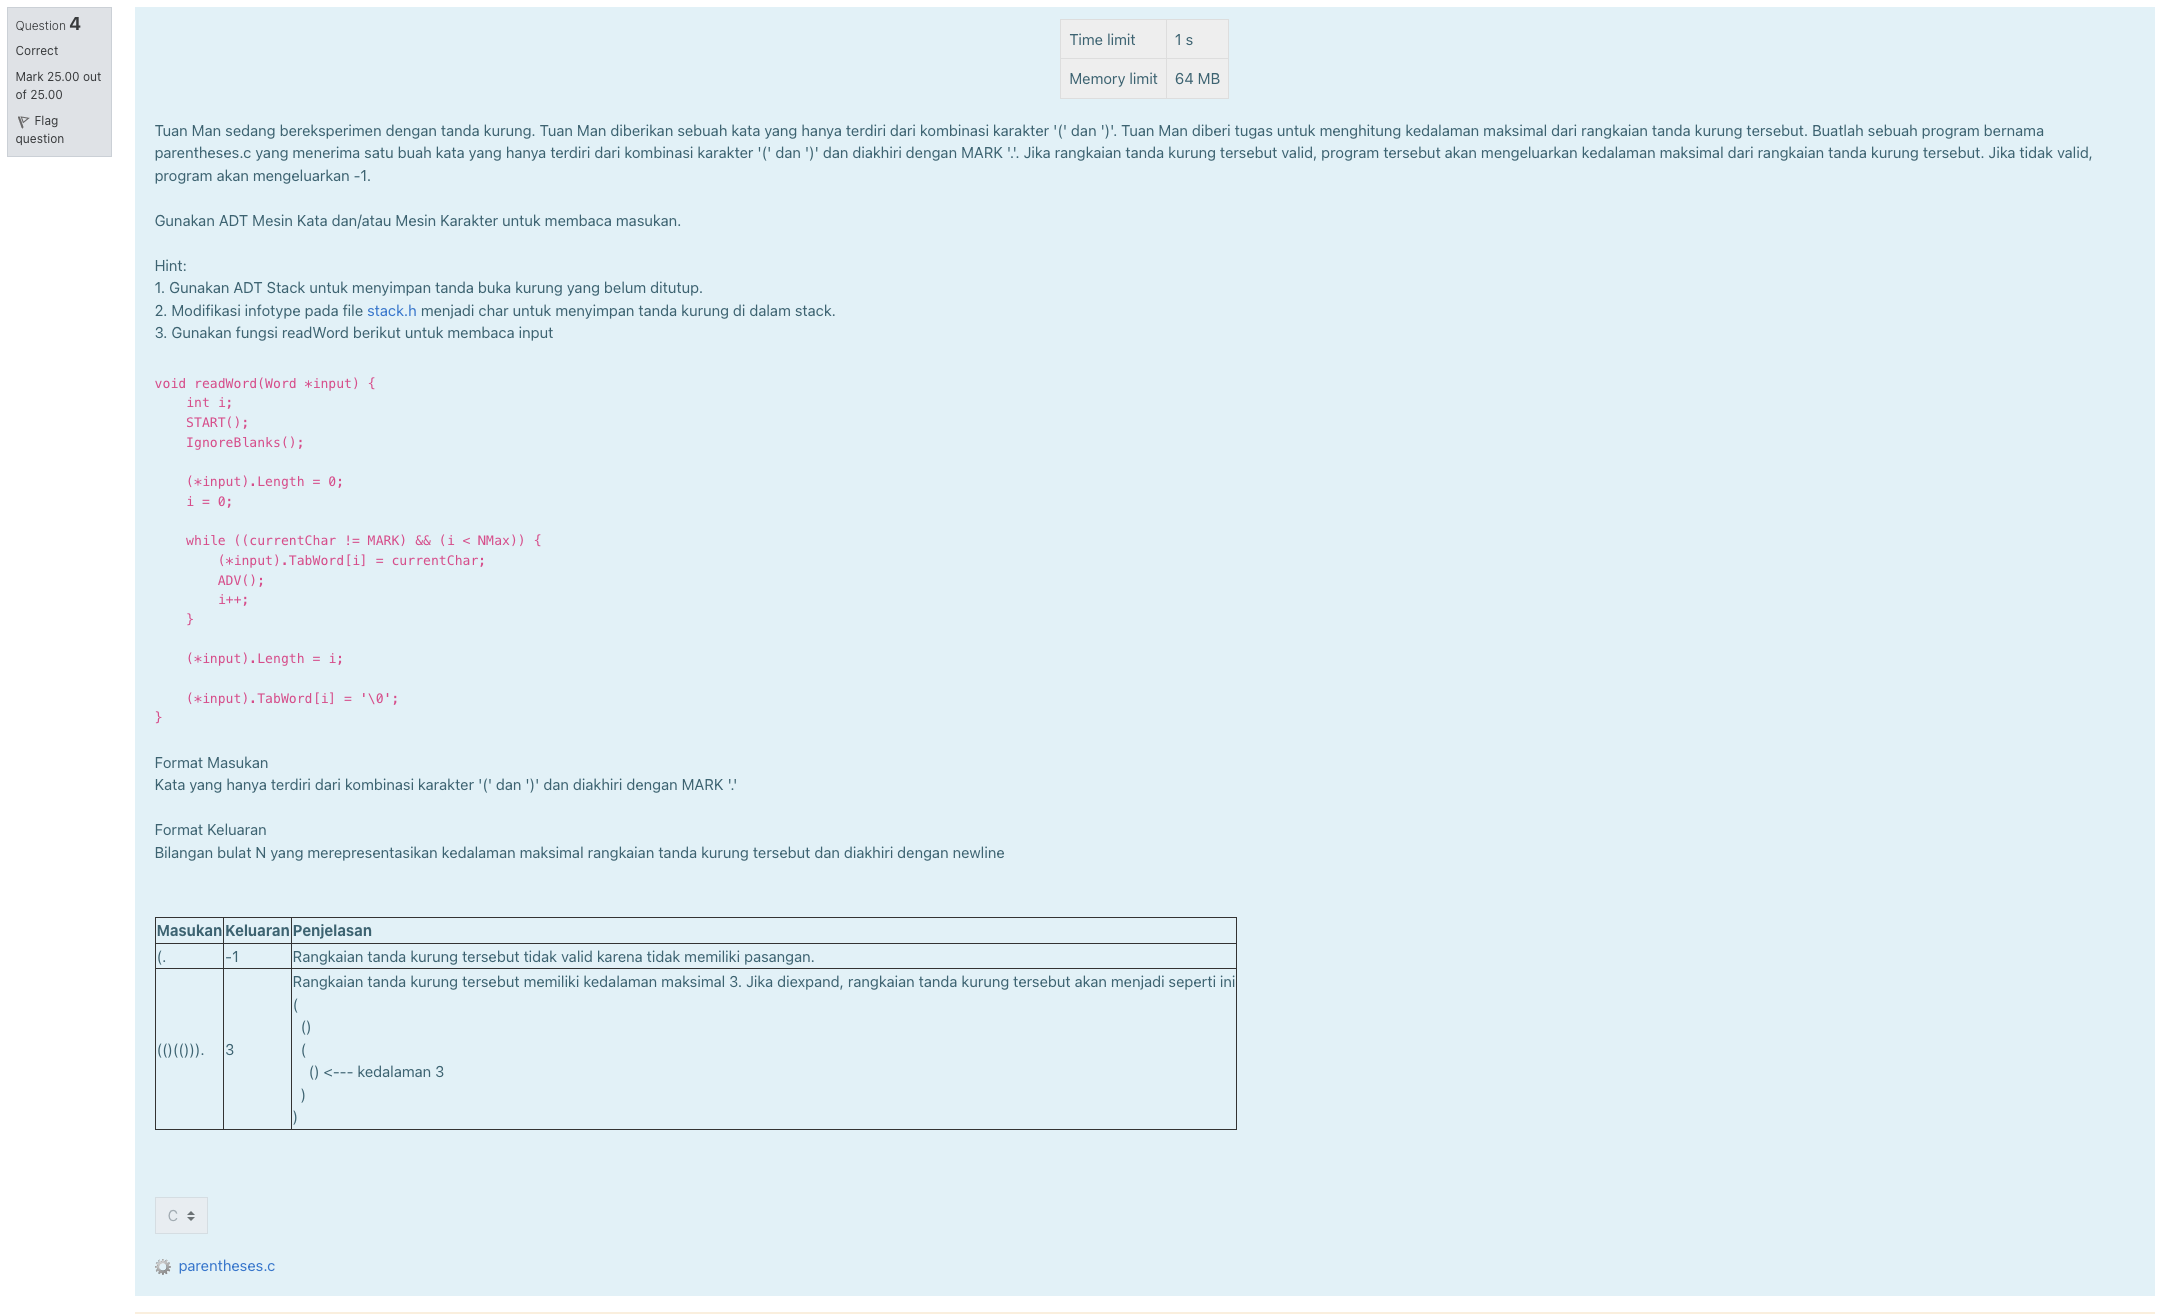 Question 4
Correct
Mark 25.00 out
of 25.00
Flag
question
Time limit 1 s
Memory limit 64 MB
Tuan Man sedang bereksperimen dengan tanda kurung. Tuan Man diberikan sebuah kata yang hanya terdiri dari kombinasi karakter '(' dan ')'. Tuan Man diberi tugas untuk menghitung kedalaman maksimal dari rangkaian tanda kurung tersebut. Buatlah sebuah program bernama
parentheses.c yang menerima satu buah kata yang hanya terdiri dari kombinasi karakter '(' dan ')' dan diakhiri dengan MARK '.'. Jika rangkaian tanda kurung tersebut valid, program tersebut akan mengeluarkan kedalaman maksimal dari rangkaian tanda kurung tersebut. Jika tidak valid,
program akan mengeluarkan -1.
Gunakan ADT Mesin Kata dan/atau Mesin Karakter untuk membaca masukan.
Hint:
1. Gunakan ADT Stack untuk menyimpan tanda buka kurung yang belum ditutup.
2. Modifikasi infotype pada file stack.h menjadi char untuk menyimpan tanda kurung di dalam stack.
3. Gunakan fungsi readWord berikut untuk membaca input
void readWord(Word *input) {
    int i;
    START();
    IgnoreBlanks();
    (*input).Length = 0;
    i = 0;
    while ((currentChar != MARK) && (i < NMax)) {
        (*input).TabWord[i] = currentChar;
        ADV();
        i++;
    }
    (*input).Length = i;
    (*input).TabWord[i] = '\0';
}
Format Masukan
Kata yang hanya terdiri dari kombinasi karakter '(' dan ')' dan diakhiri dengan MARK '.'
Format Keluaran
Bilangan bulat N yang merepresentasikan kedalaman maksimal rangkaian tanda kurung tersebut dan diakhiri dengan newline
Masukan Keluaran Penjelasan
(. -1 Rangkaian tanda kurung tersebut tidak valid karena tidak memiliki pasangan.
(()(())). 3 Rangkaian tanda kurung tersebut memiliki kedalaman maksimal 3. Jika diexpand, rangkaian tanda kurung tersebut akan menjadi seperti ini
(
  ()
  (
    () <--- kedalaman 3
  )
)
C
parentheses.c